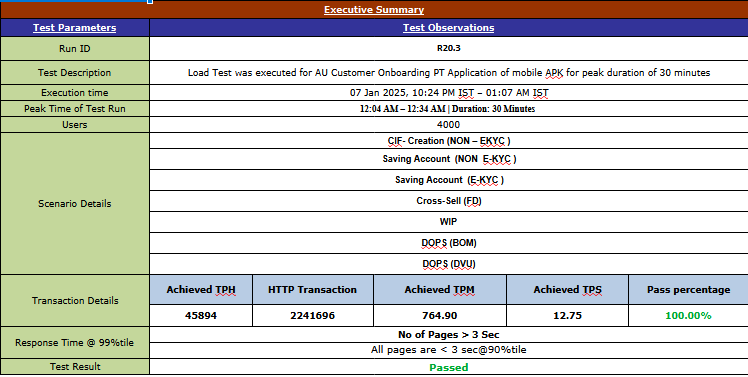 Executive Summary
Test Parameters Test Observations
Run ID R20.3
Test Description Load Test was executed for AU Customer Onboarding PT Application of mobile APK for peak duration of 30 minutes
Execution time 07 Jan 2025, 10:24 PM IST – 01:07 AM IST
Peak Time of Test Run 12:04 AM – 12:34 AM | Duration: 30 Minutes
Users 4000
Scenario Details
CIF- Creation (NON – EKYC )
Saving Account (NON E-KYC )
Saving Account (E-KYC )
Cross-Sell (FD)
WIP
DOPS (BOM)
DOPS (DVU)
Transaction Details
Achieved TPH HTTP Transaction Achieved TPM Achieved TPS Pass percentage
45894 2241696 764.90 12.75 100.00%
Response Time @ 99%tile
No of Pages > 3 Sec
All pages are < 3 sec@90%tile
Test Result Passed